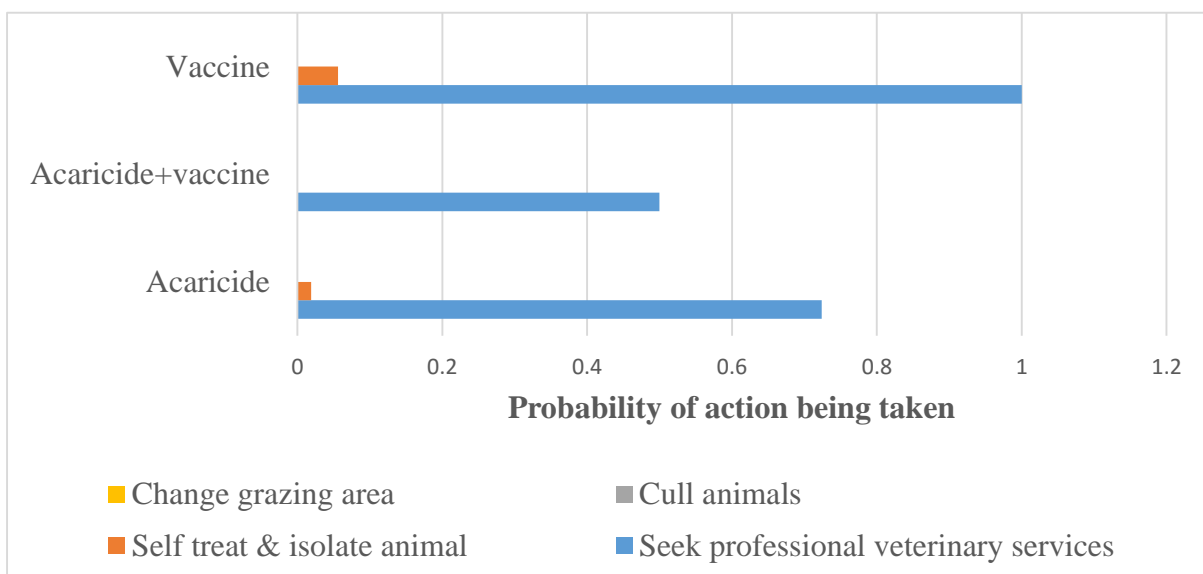 Vaccine
Acaricide+vaccine
Acaricide
0 0.2 0.4 0.6 0.8 1 1.2
Probability of action being taken
Change grazing area Cull animals
Self treat & isolate animal Seek professional veterinary services